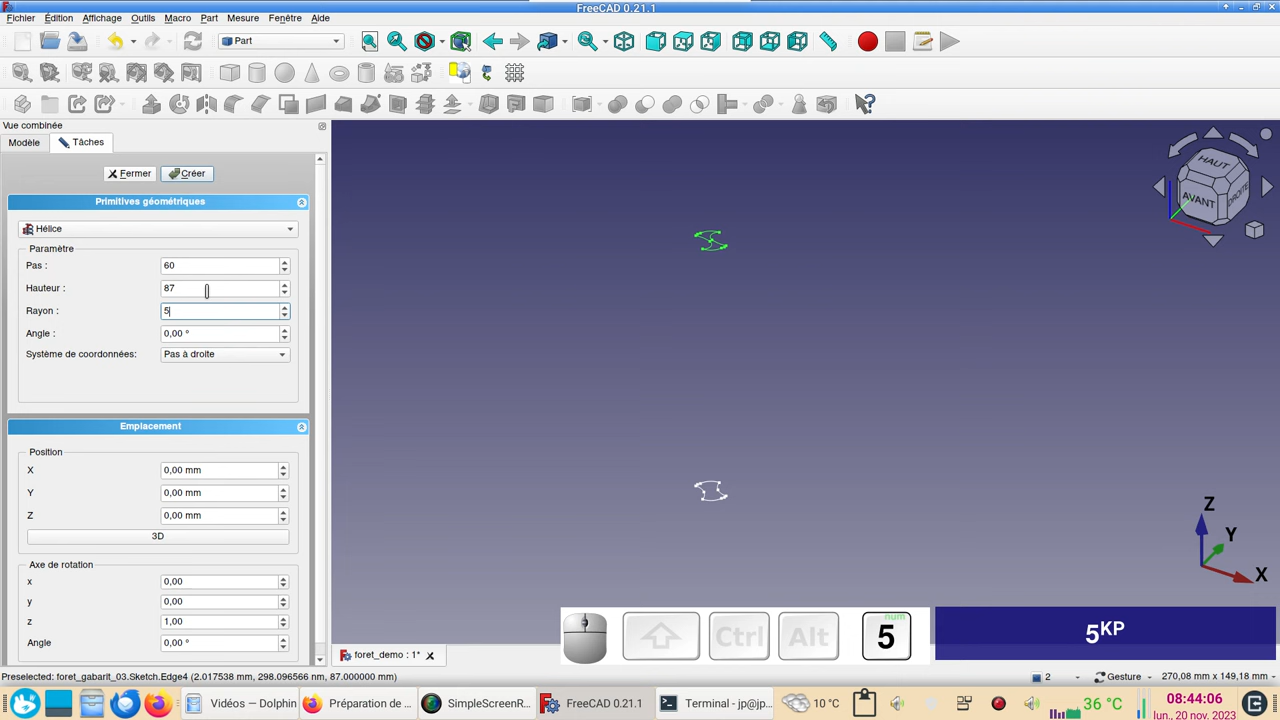 FreeCAD 0.21.1
Fichier Édition Affichage Outils Macro Part Mesure Fenêtre Aide
Part
Vue combinée
Modèle Tâches
Fermer Créer
Primitives géométriques
Hélice
Paramètre
Pas : 60
Hauteur : 87
Rayon : 5
Angle : 0,00 °
Système de coordonnées: Pas à droite
Emplacement
Position
X 0,00 mm
Y 0,00 mm
Z 0,00 mm
3D
Axe de rotation
x 0,00
y 0,00
z 1,00
Angle 0,00 °
HAUT
AVANT
DROITE
Z
Y
X
Ctrl Alt num 5 5KP
foret_demo : 1*
Preselected: foret_gabarit_03.Sketch.Edge4 (2.017538 mm, 298.096566 nm, 87.000000 mm) 2 Gesture 270,08 mm x 149,18 mm
Vidéos — Dolphin Préparation de ... SimpleScreenR... FreeCAD 0.21.1 Terminal - jp@jp... 10 °C 36 °C 08:44:06
lun., 20 nov. 2023